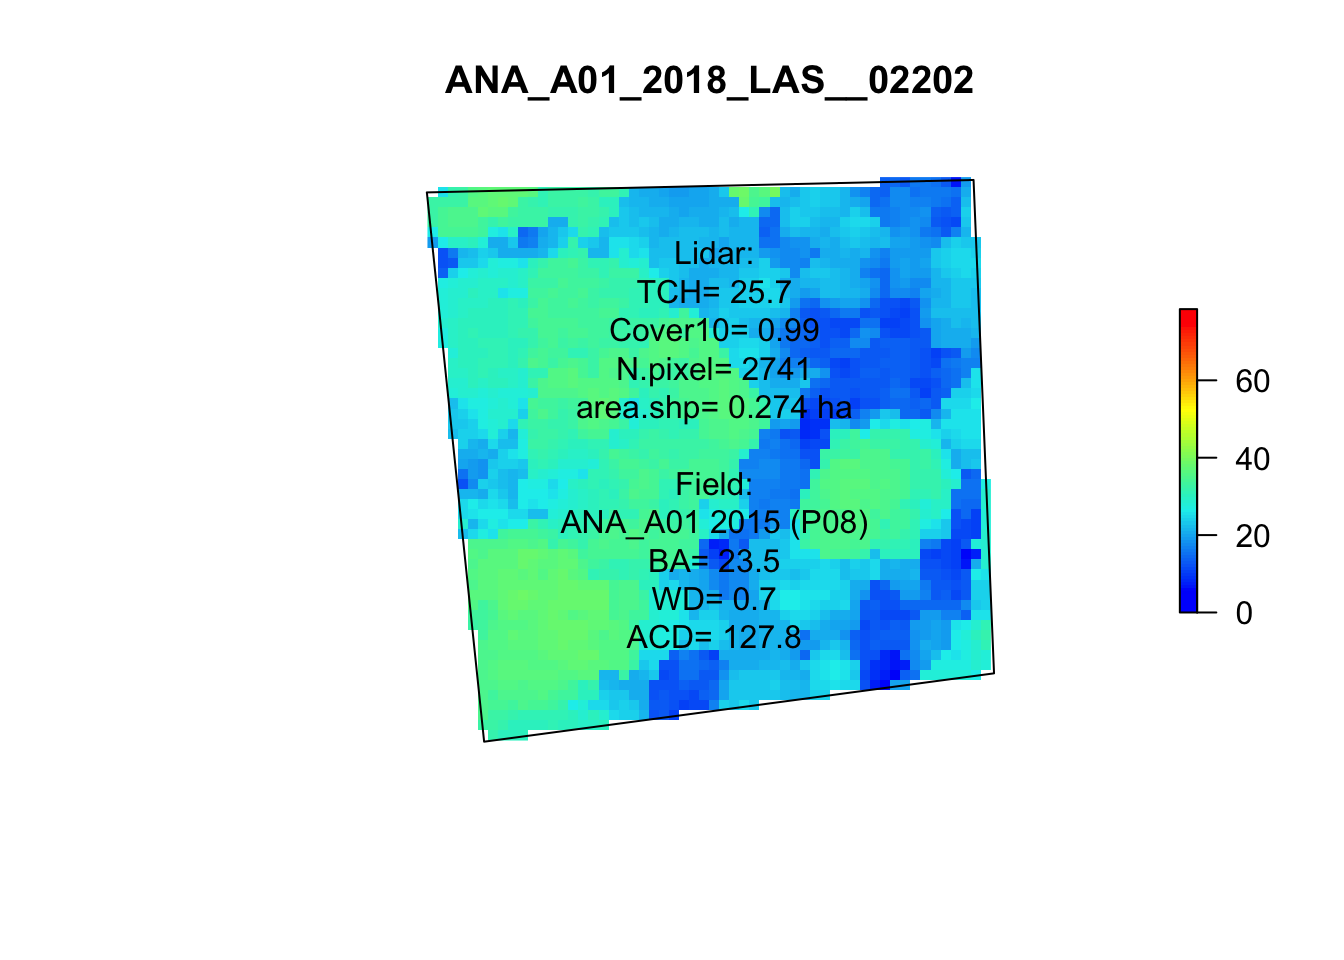 ANA_A01_2018_LAS__02202
Lidar:
TCH= 25.7
Cover10= 0.99
N.pixel= 2741
area.shp= 0.274 ha
Field:
ANA_A01 2015 (P08)
BA= 23.5
WD= 0.7
ACD= 127.8
60
40
20
0